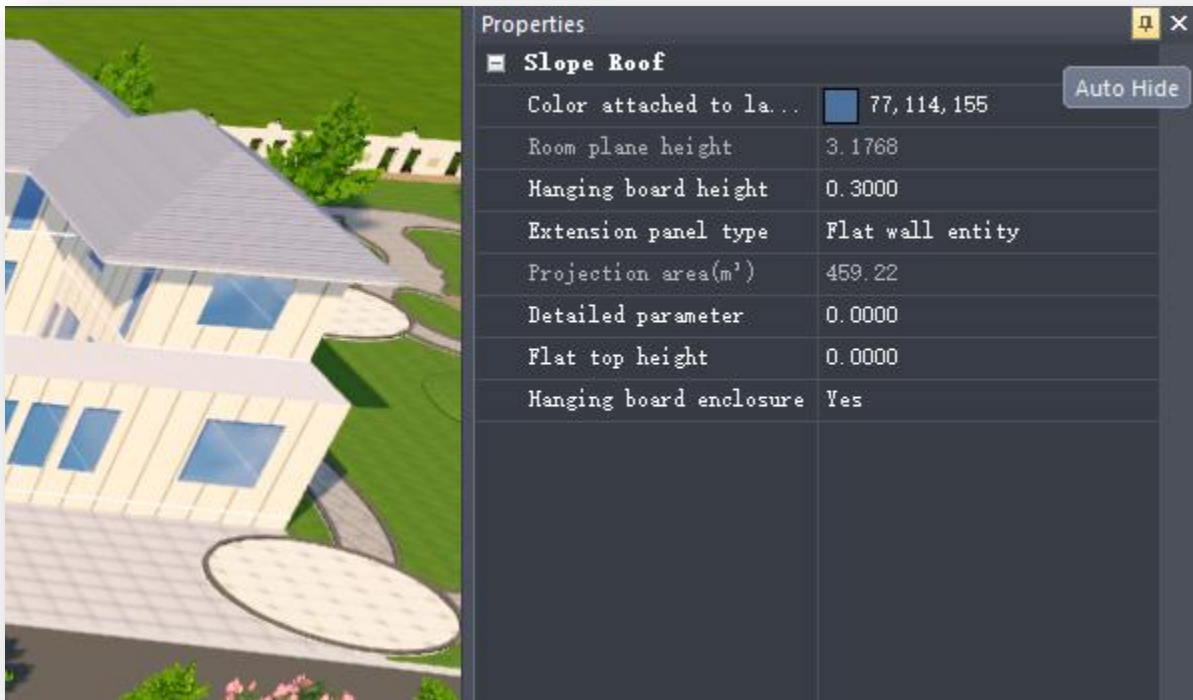 Properties
Slope Roof
Auto Hide
Color attached to la... 77,114,155
Room plane height 3.1768
Hanging board height 0.3000
Extension panel type Flat wall entity
Projection area(m²) 459.22
Detailed parameter 0.0000
Flat top height 0.0000
Hanging board enclosure Yes